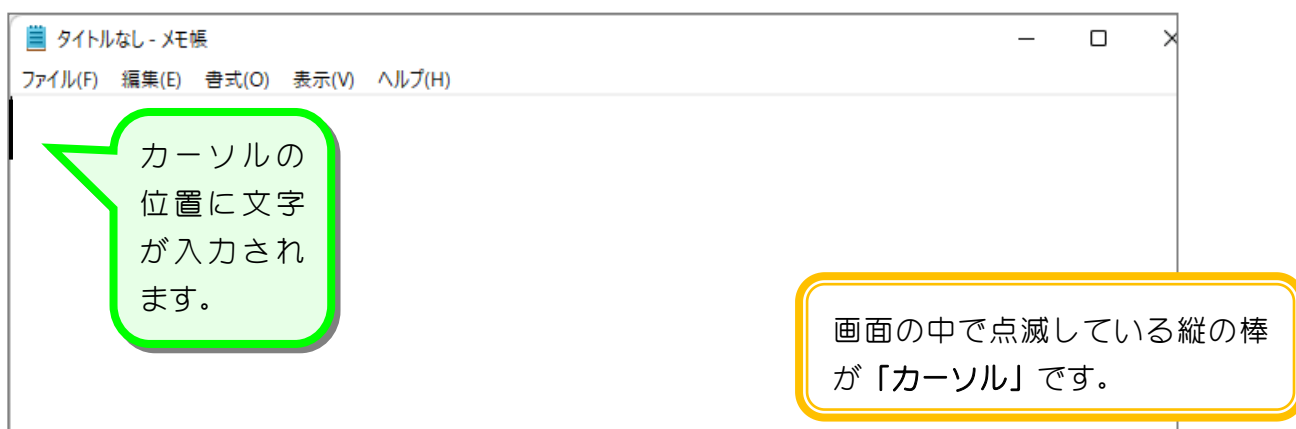 タイトルなし - メモ帳
ファイル(F) 編集(E) 書式(O) 表示(V) ヘルプ(H)
カーソルの
位置に文字
が入力され
ます。
画面の中で点滅している縦の棒
が「カーソル」です。